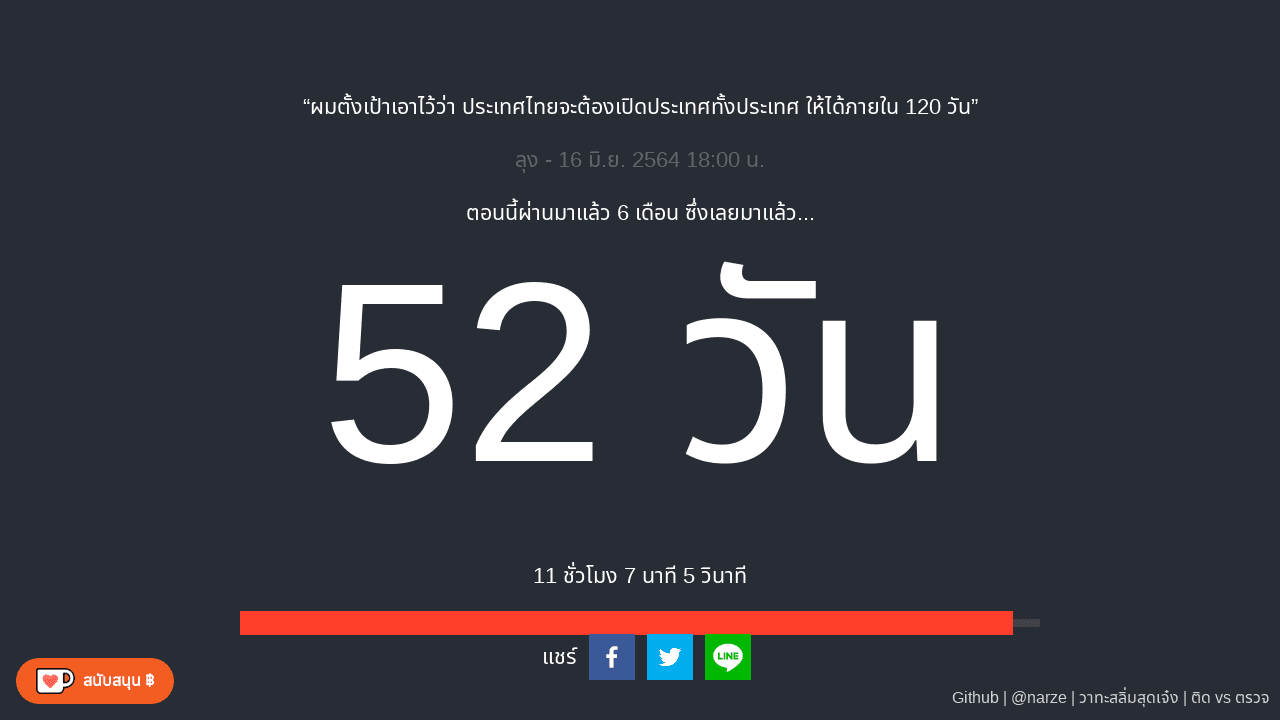 “ผมตั้งเป้าเอาไว้ว่า ประเทศไทยจะต้องเปิดประเทศทั้งประเทศ ให้ได้ภายใน 120 วัน”
ลุง - 16 มิ.ย. 2564 18:00 น.
ตอนนี้ผ่านมาแล้ว 6 เดือน ซึ่งเลยมาแล้ว...
52 วัน
11 ชั่วโมง 7 นาที 5 วินาที
แชร์
LINE
สนับสนุน ฿
Github | @narze | วาทะสลิ่มสุดเจ๋ง | ติด vs ตรวจ